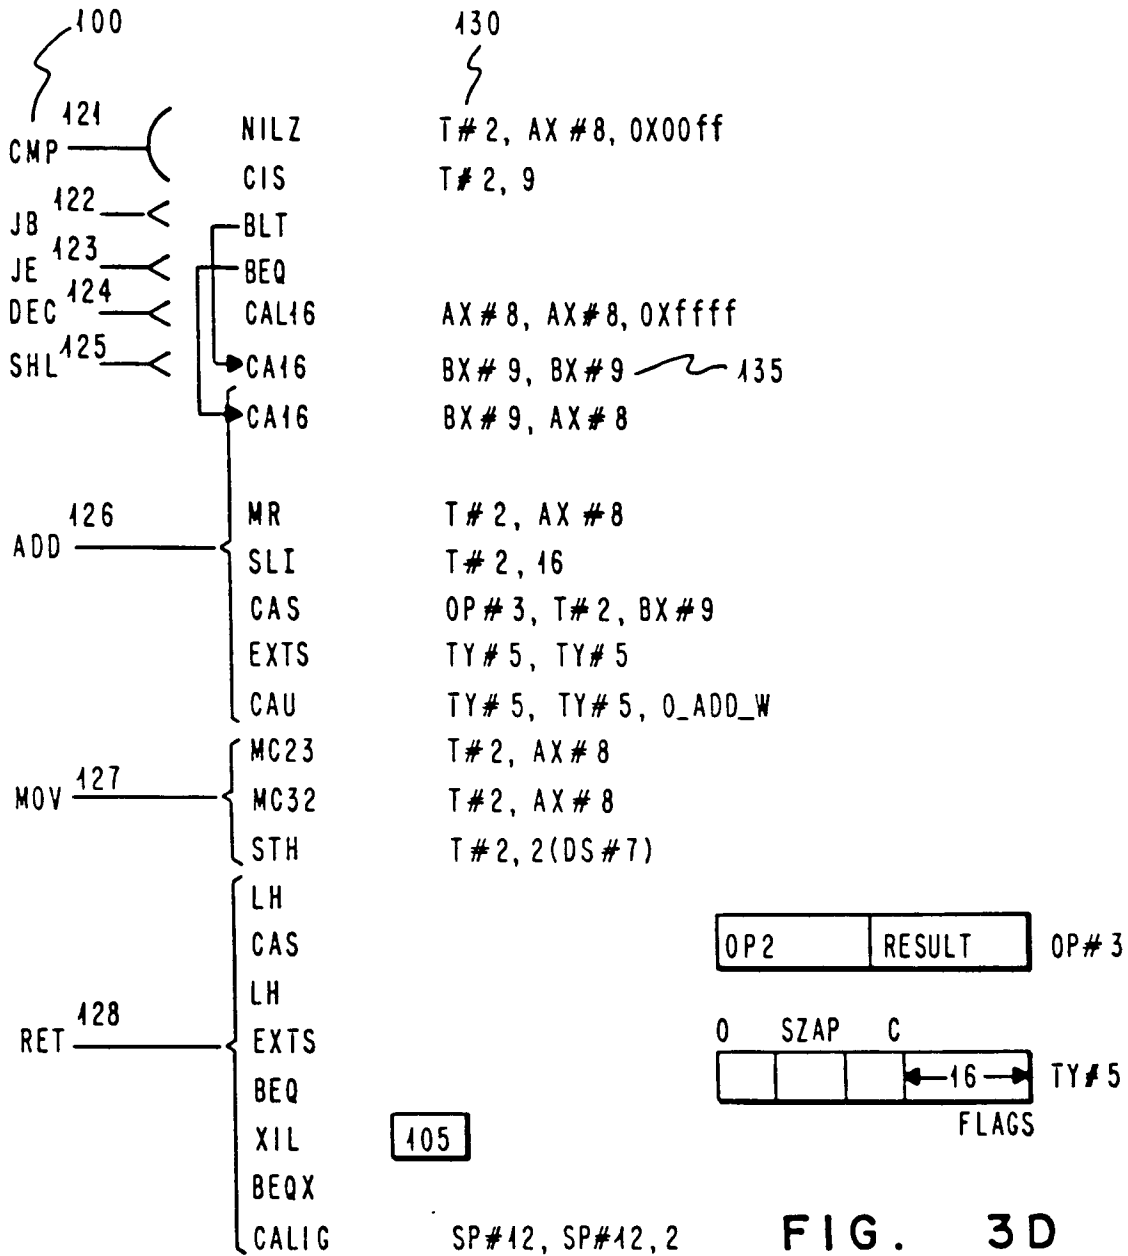 100 130
121
CMP NILZ T#2, AX#8, 0X00ff
CIS T#2, 9
JB 122 BLT
JE 123 BEQ
DEC 124 CAL16 AX#8, AX#8, 0Xffff
SHL 125 CA16 BX#9, BX#9 135
CA16 BX#9, AX#8
126 MR T#2, AX#8
ADD SLI T#2, 16
CAS OP#3, T#2, BX#9
EXTS TY#5, TY#5
CAU TY#5, TY#5, 0_ADD_W
MC23 T#2, AX#8
MOV 127 MC32 T#2, AX#8
STH T#2, 2(DS#7)
LH
CAS OP2 RESULT OP#3
LH
RET 128 EXTS O SZAP C
BEQ 16 TY#5
FLAGS
XIL 105
BEQX
CALIG SP#12, SP#12, 2 FIG. 3D